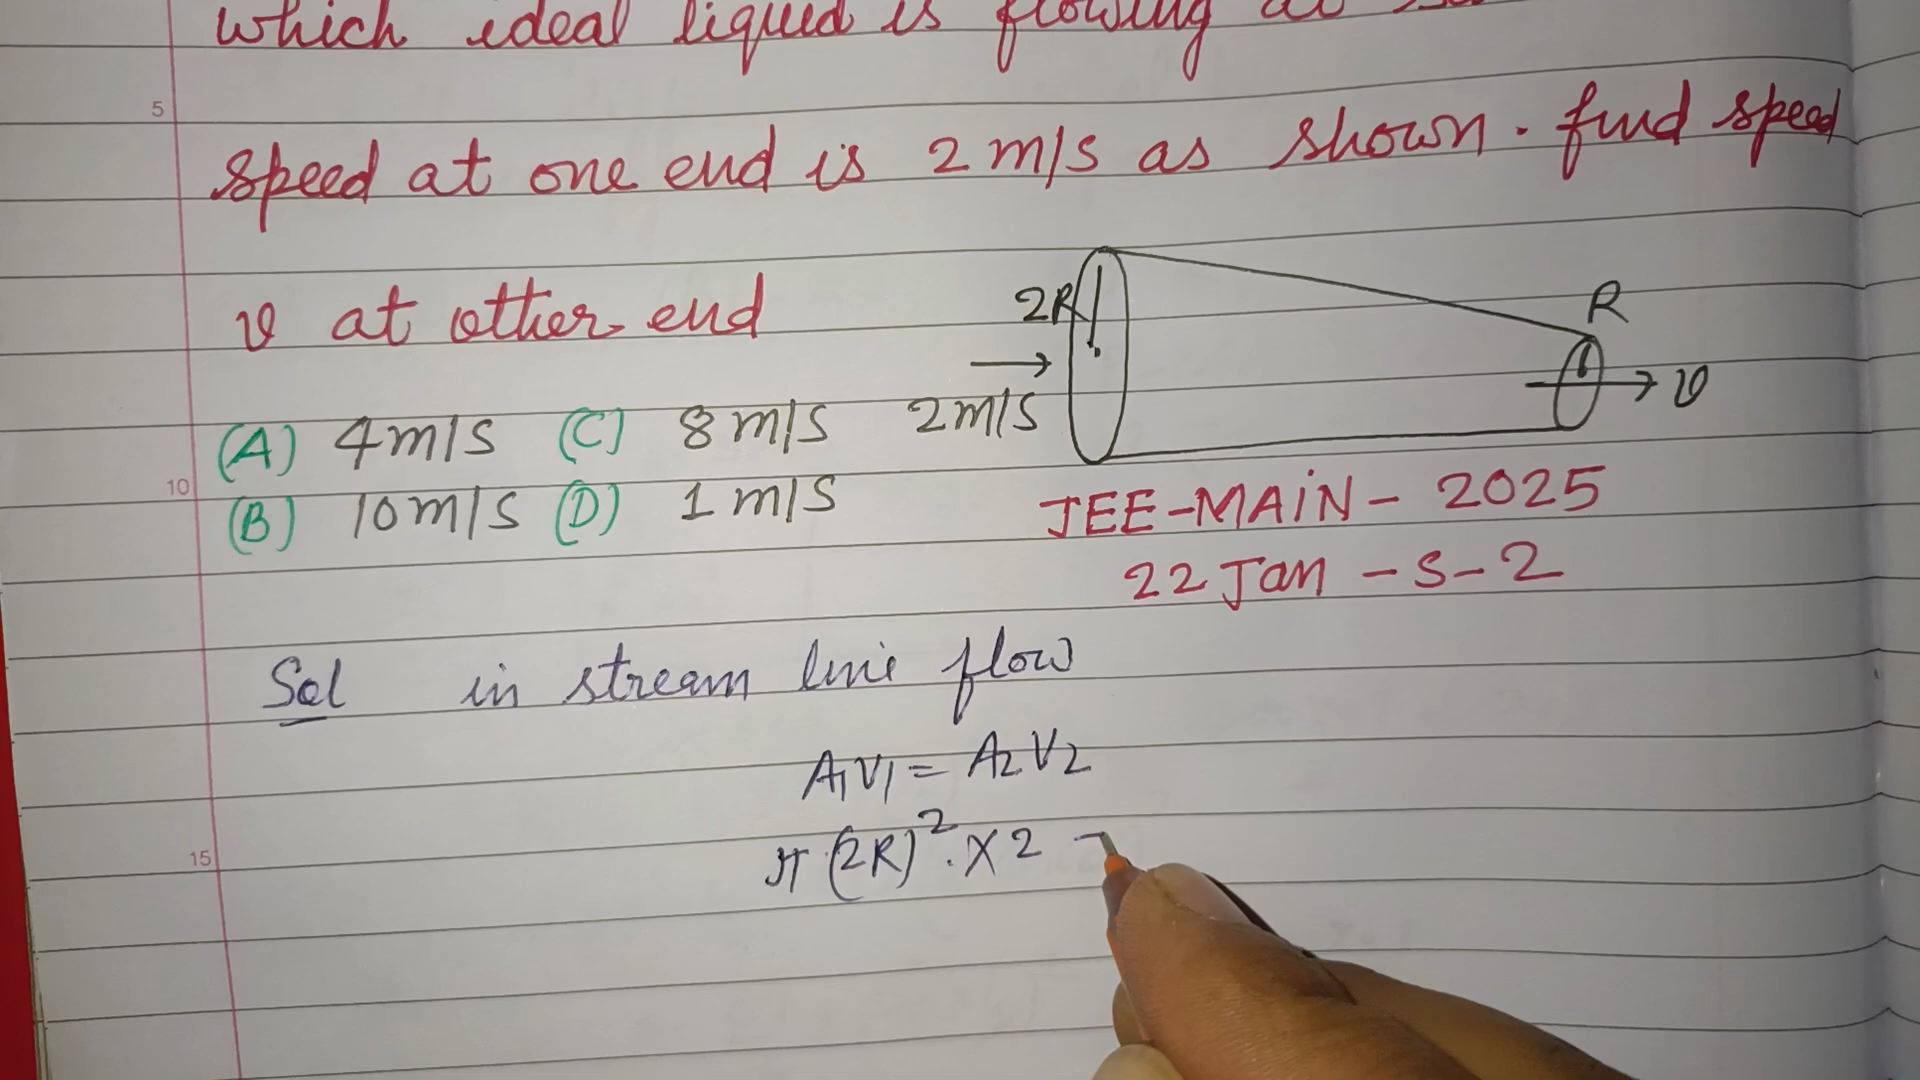 which ideal liquid is flowing
5
speed at one end is 2 m/s as shown. find speed
v at other end
2R
R
v
2 m/s
(A) 4 m/s (C) 8 m/s
10
(B) 10 m/s (D) 1 m/s
JEE-MAIN - 2025
22 Jan - S-2
Sol in stream line flow
A1V1 = A2V2
15
π (2R)². × 2